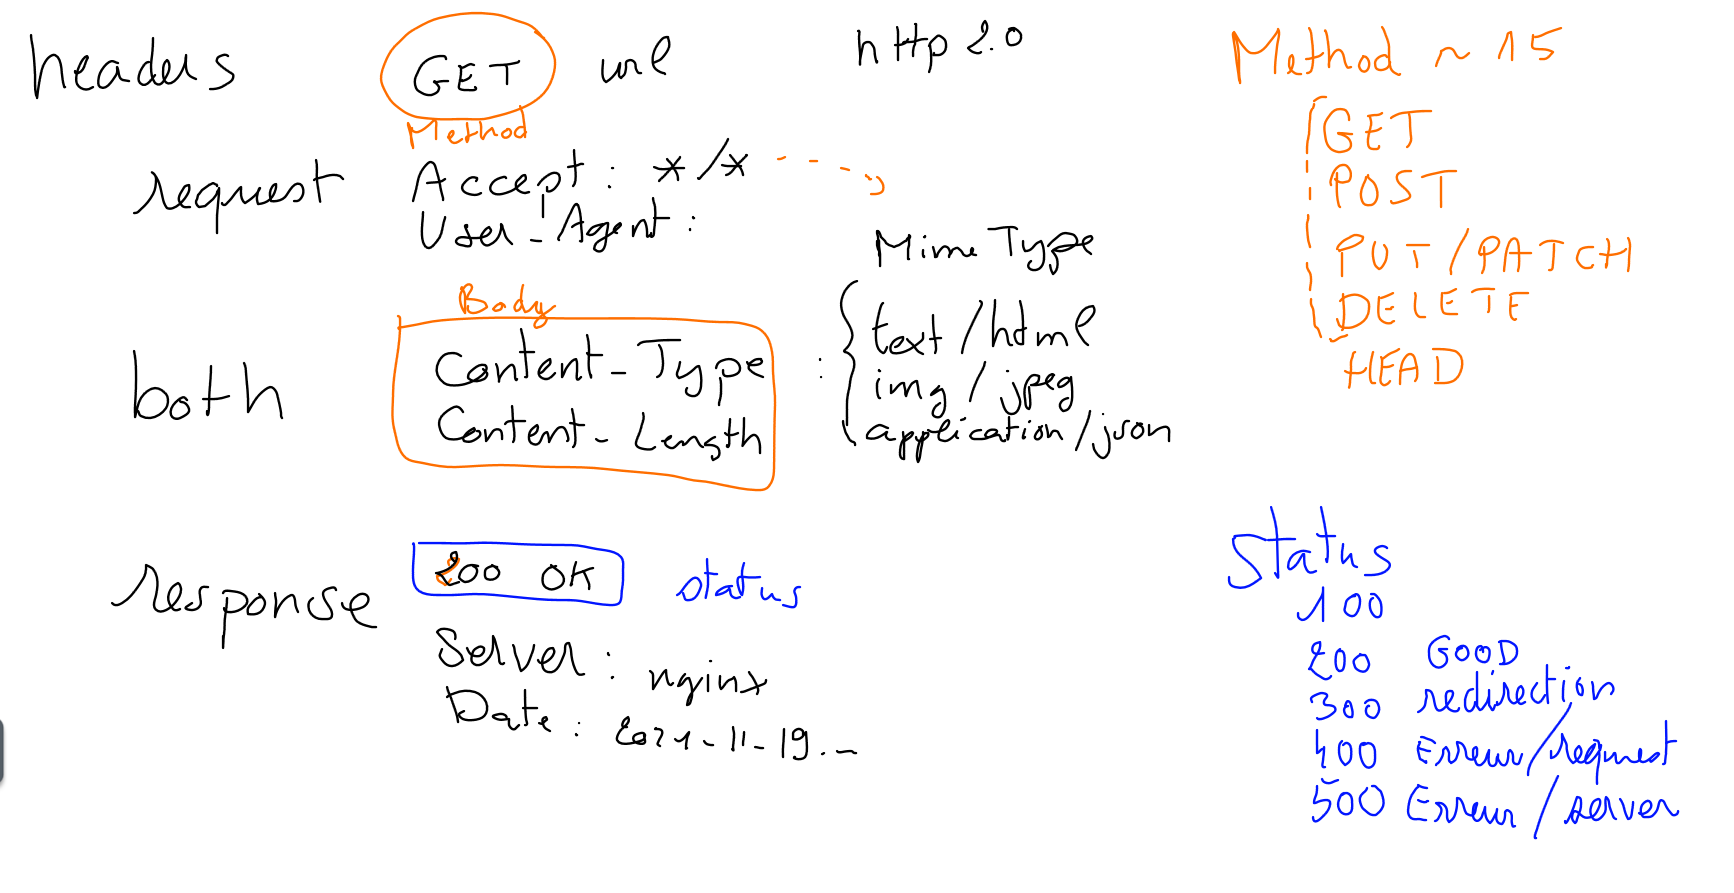 headers GET url http 2.0
Method
request Accept : */*
User-Agent :
Mime Type
Body
both Content-Type : text/html
img/jpeg
Content-Length
application/json
response 200 OK status
Server : nginx
Date : 2021-11-19.-
Method ~ 15
GET
POST
PUT/PATCH
DELETE
HEAD
Status
100
200 GOOD
300 redirection
400 Erreur/request
500 Erreur/server